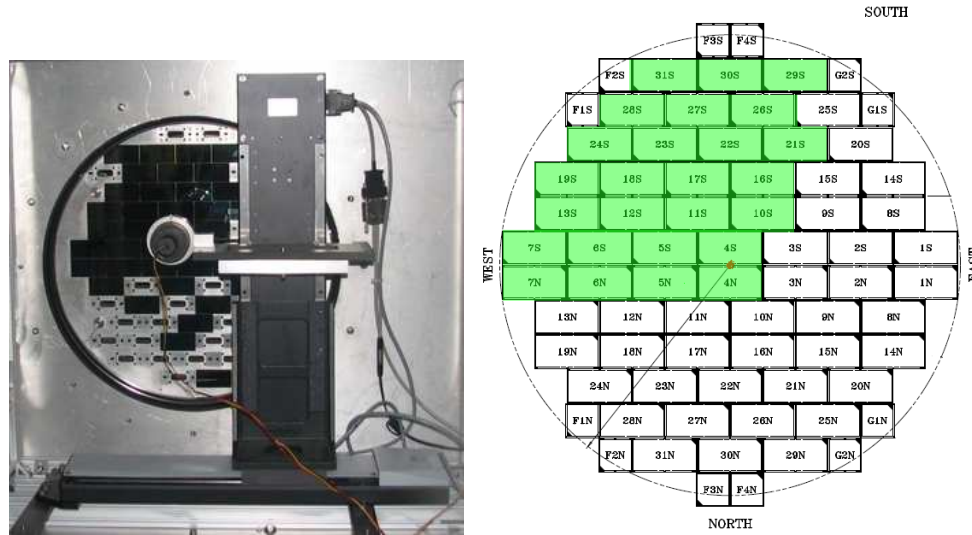 SOUTH
F3S F4S
F2S 31S 30S 29S G2S
F1S 28S 27S 26S 25S G1S
24S 23S 22S 21S 20S
19S 18S 17S 16S 15S 14S
13S 12S 11S 10S 9S 8S
7S 6S 5S 4S 3S 2S 1S
WEST
EAST
7N 6N 5N 4N 3N 2N 1N
13N 12N 11N 10N 9N 8N
19N 18N 17N 16N 15N 14N
24N 23N 22N 21N 20N
F1N 28N 27N 26N 25N G1N
F2N 31N 30N 29N G2N
F3N F4N
NORTH